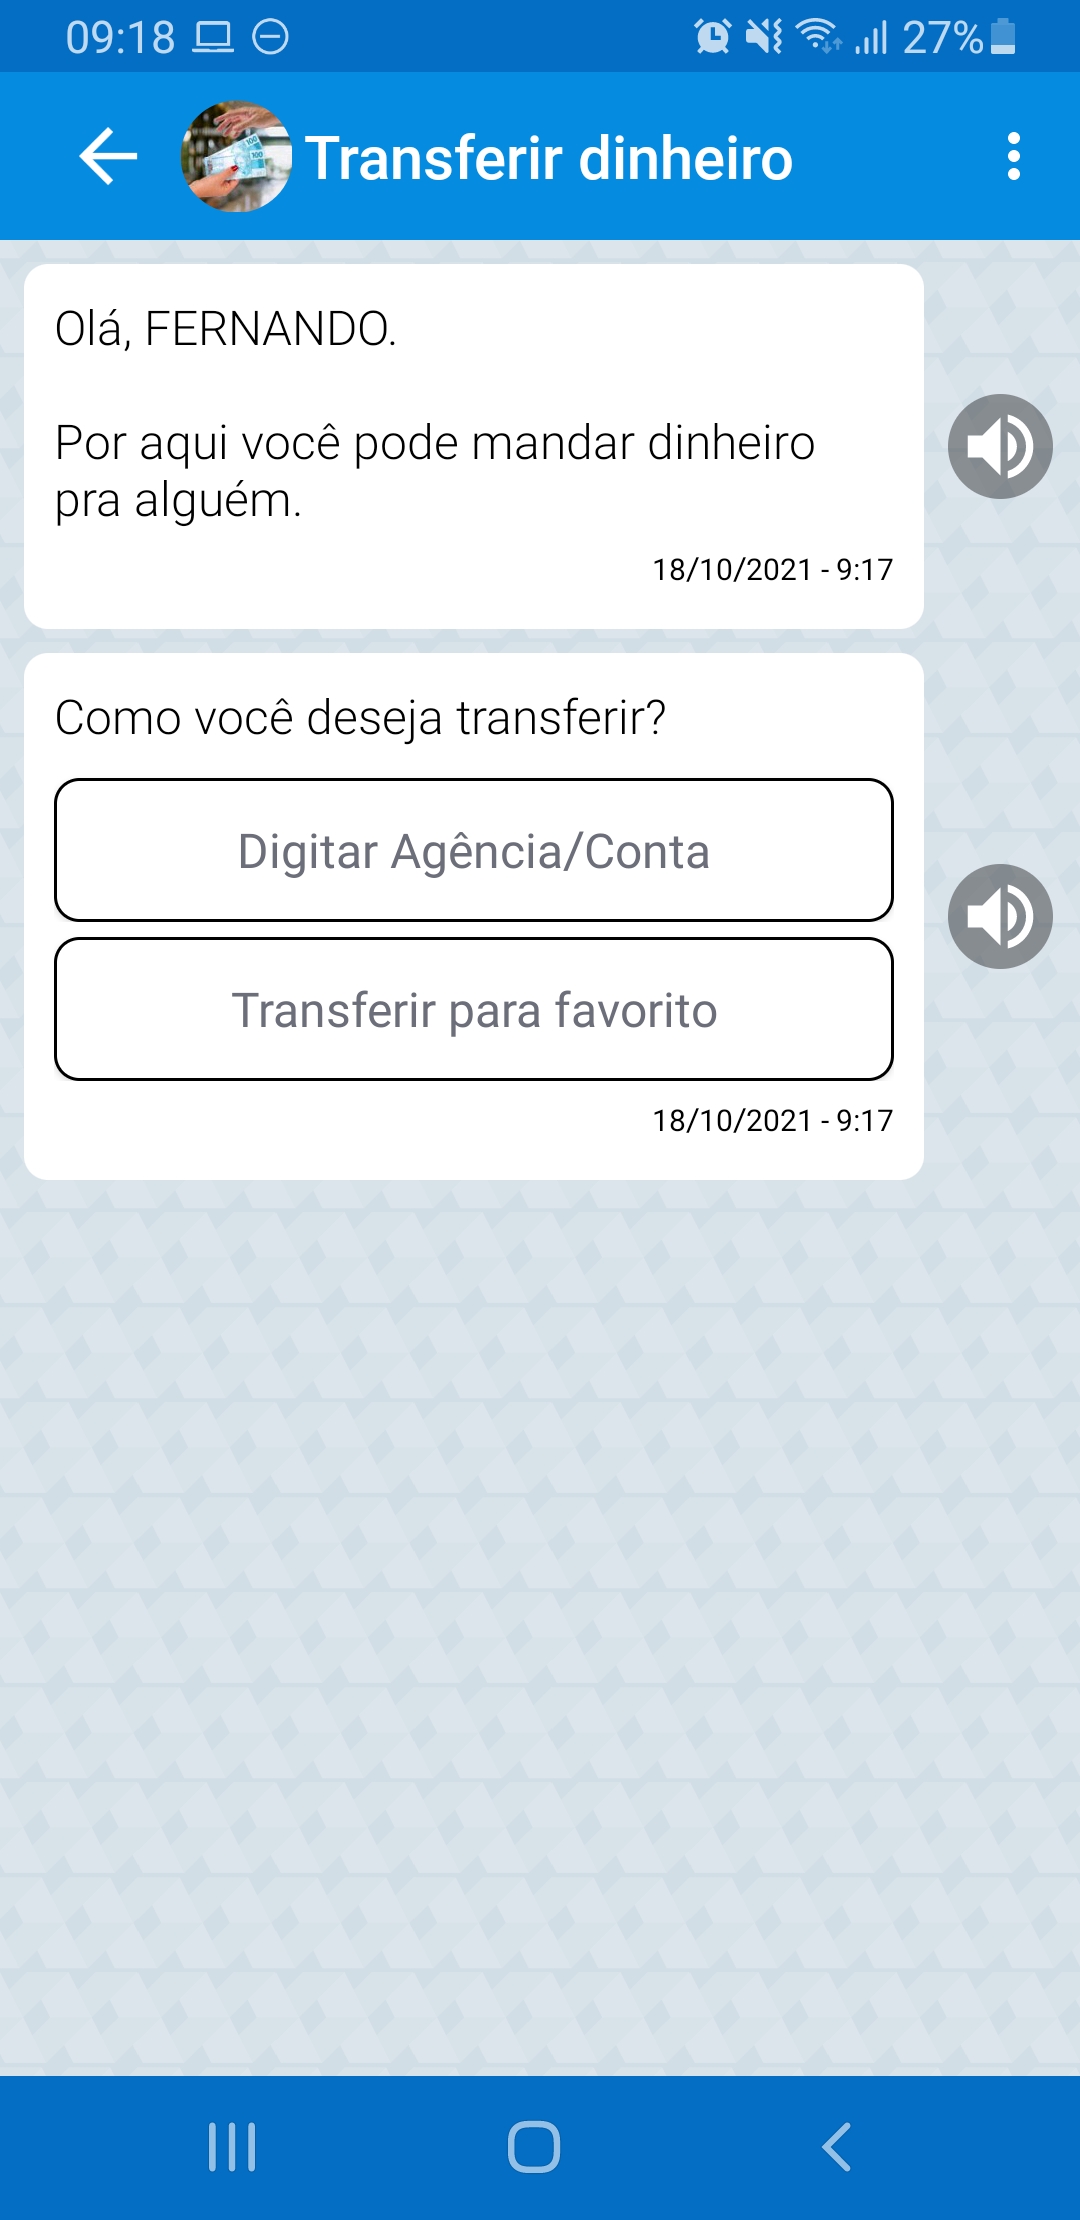 09:18
27%
Transferir dinheiro
Olá, FERNANDO.
Por aqui você pode mandar dinheiro
pra alguém.
18/10/2021 - 9:17
Como você deseja transferir?
Digitar Agência/Conta
Transferir para favorito
18/10/2021 - 9:17